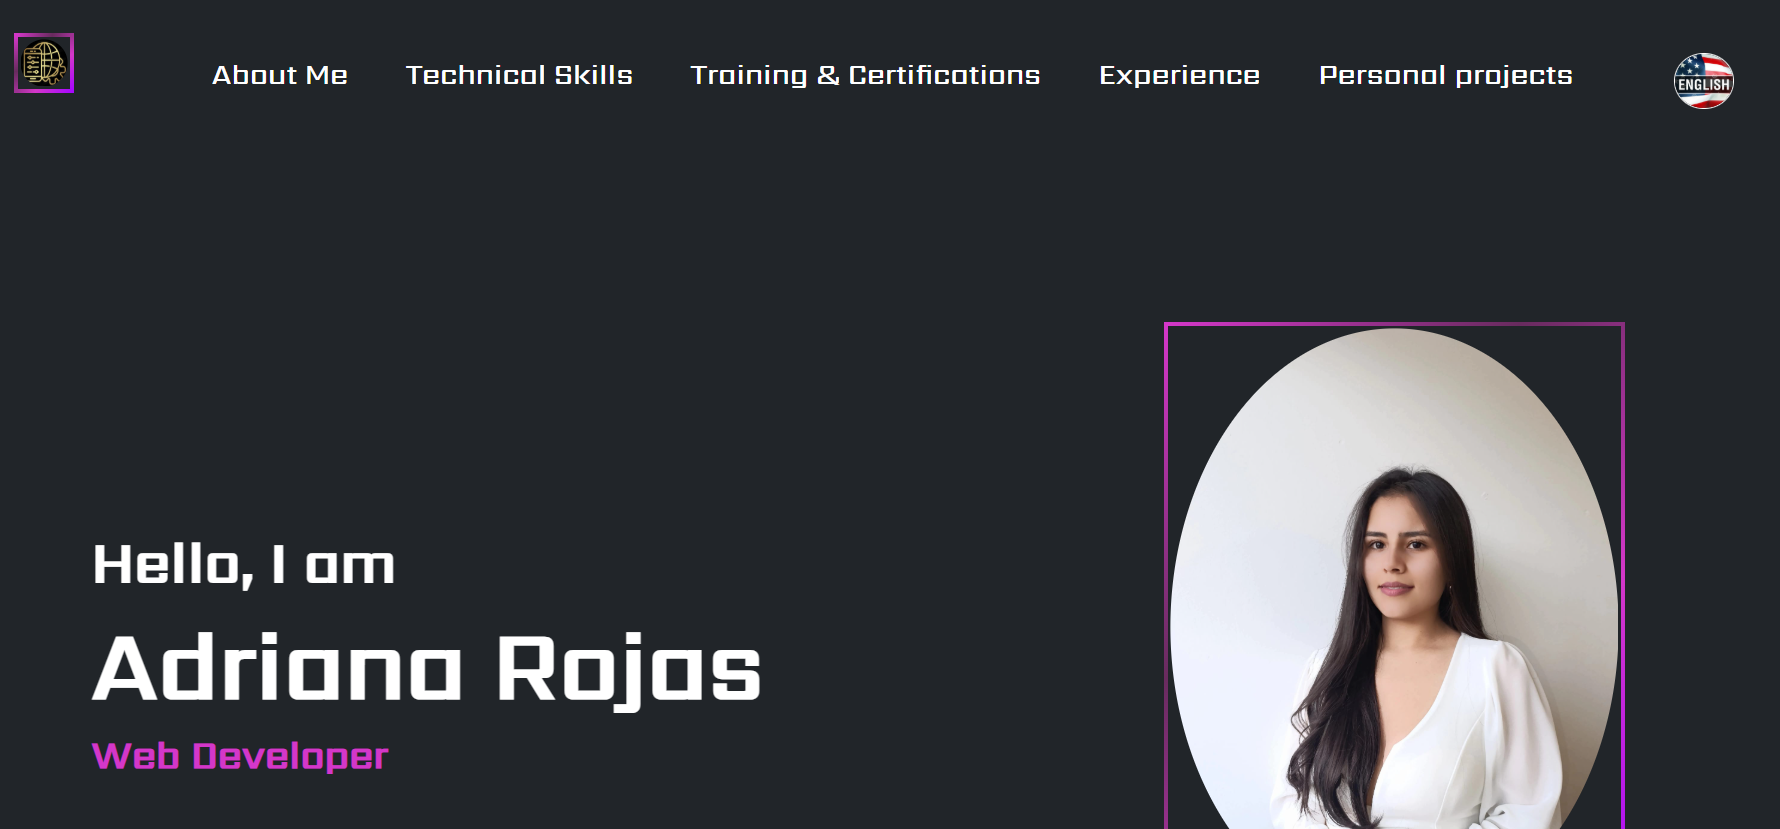 About Me
Technical Skills
Training & Certifications
Experience
Personal projects
ENGLISH
Hello, I am
Adriana Rojas
Web Developer